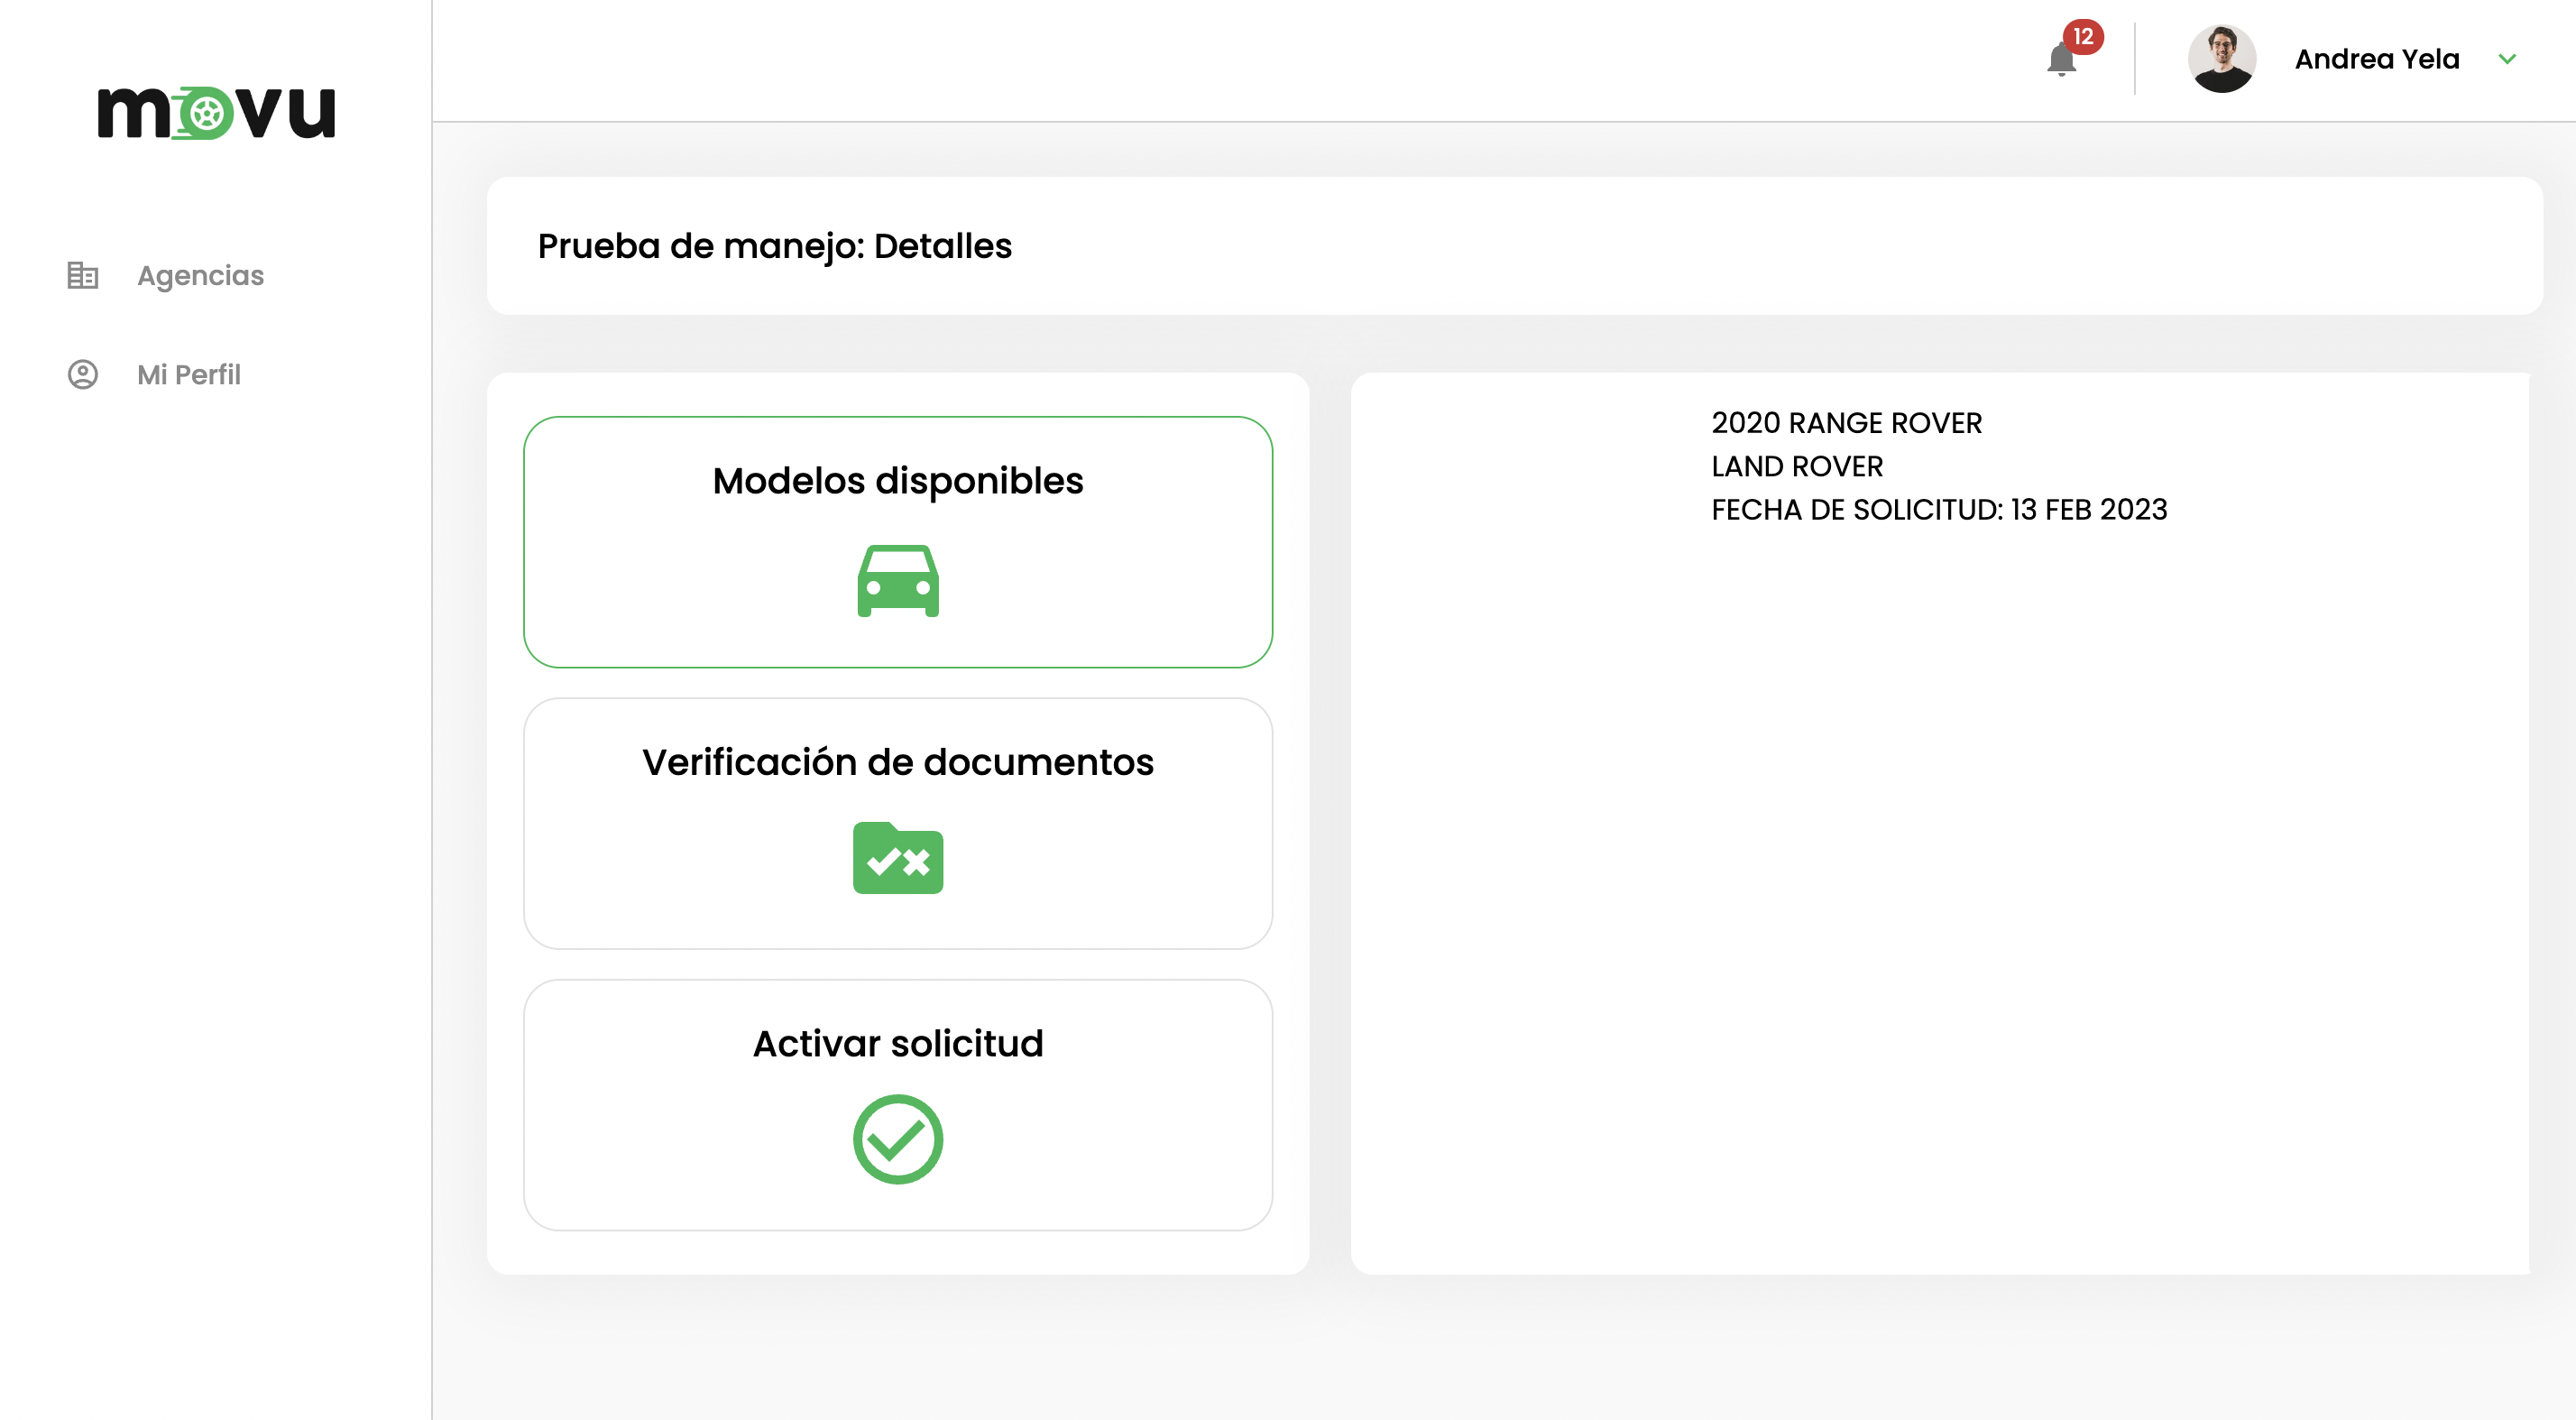 movu
Agencias
Mi Perfil
12
Andrea Yela
Prueba de manejo: Detalles
Modelos disponibles
Verificación de documentos
Activar solicitud
2020 RANGE ROVER
LAND ROVER
FECHA DE SOLICITUD: 13 FEB 2023